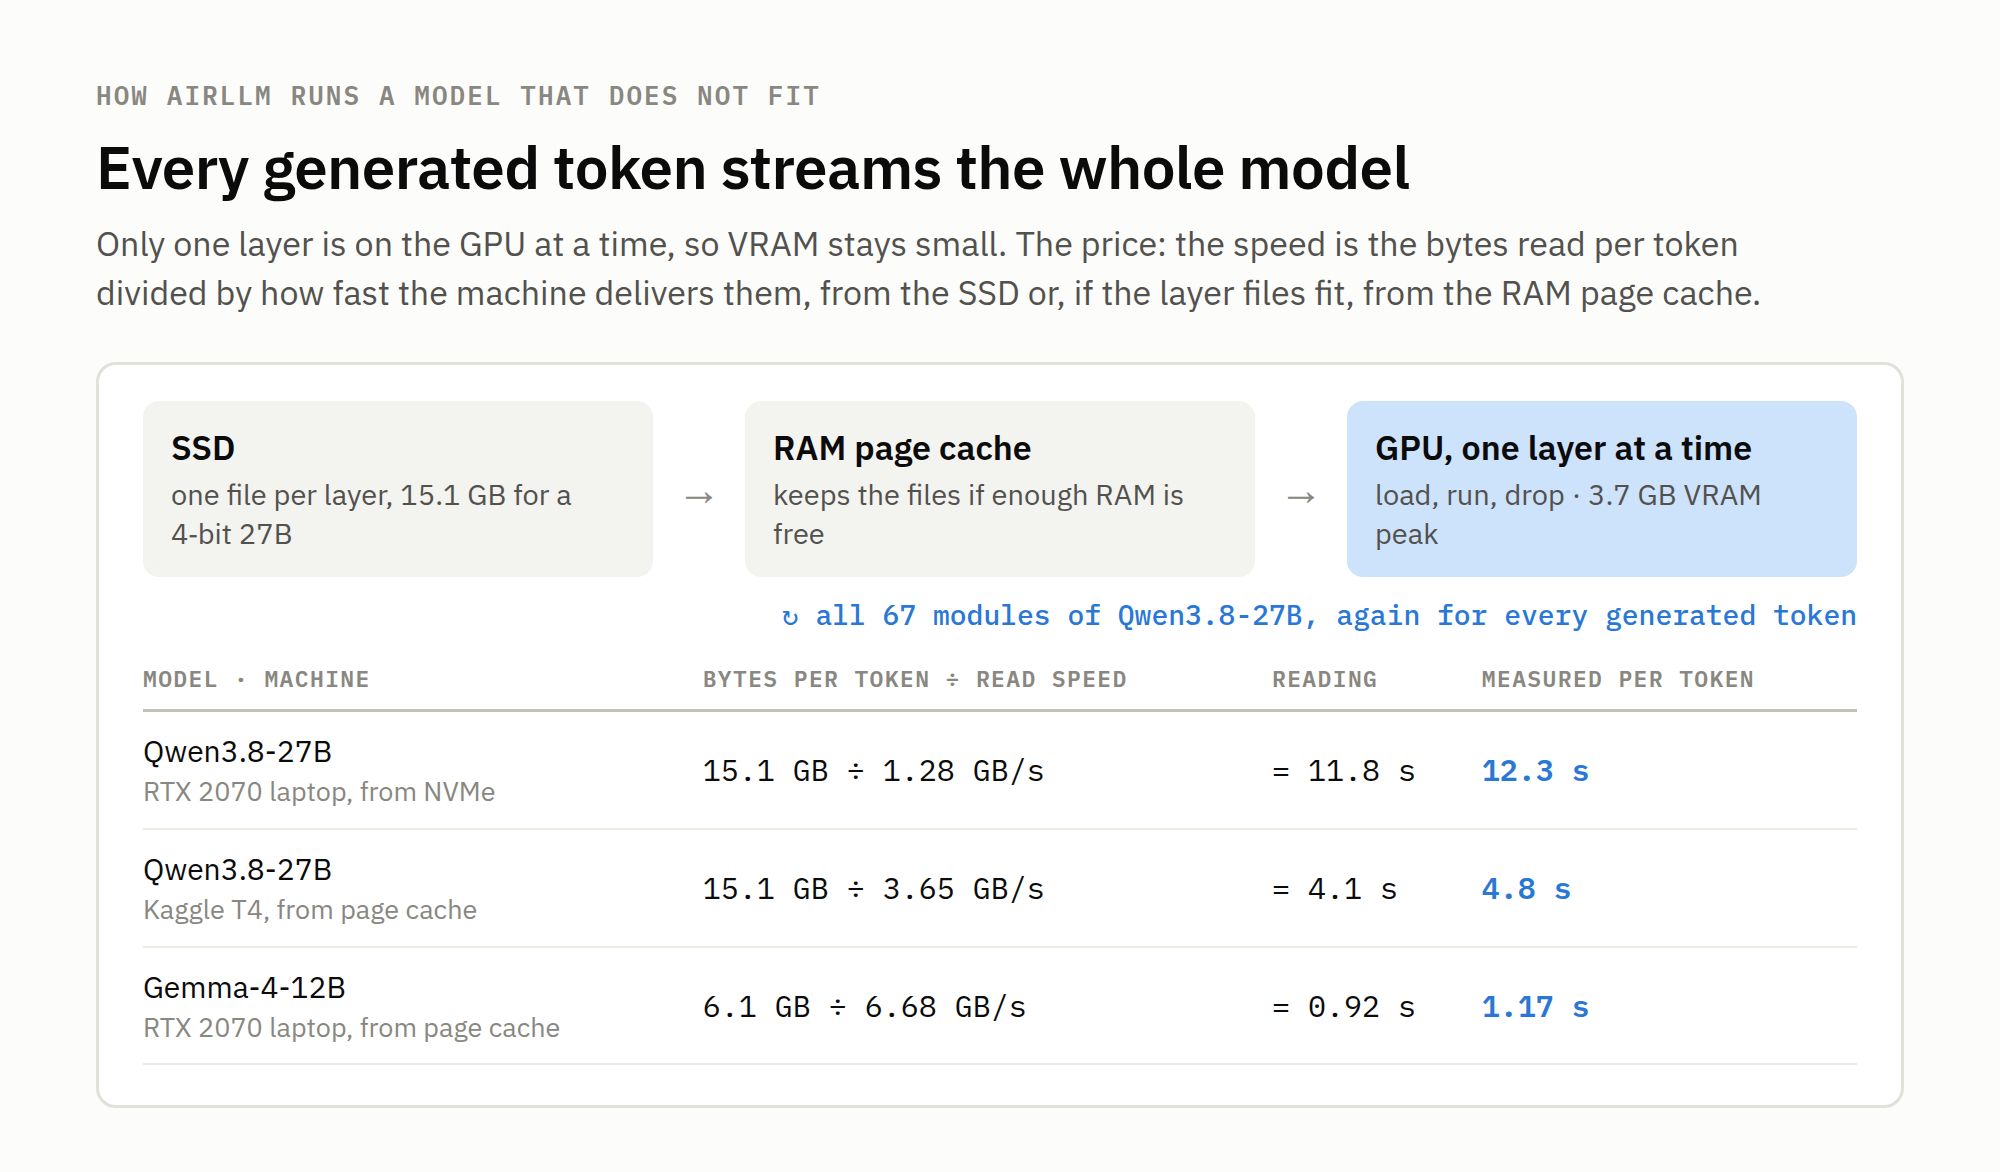 HOW AIRLLM RUNS A MODEL THAT DOES NOT FIT
Every generated token streams the whole model
Only one layer is on the GPU at a time, so VRAM stays small. The price: the speed is the bytes read per token
divided by how fast the machine delivers them, from the SSD or, if the layer files fit, from the RAM page cache.
SSD
one file per layer, 15.1 GB for a
4-bit 27B
→
RAM page cache
keeps the files if enough RAM is
free
→
GPU, one layer at a time
load, run, drop · 3.7 GB VRAM
peak
↻ all 67 modules of Qwen3.8-27B, again for every generated token
MODEL · MACHINE BYTES PER TOKEN ÷ READ SPEED READING MEASURED PER TOKEN
Qwen3.8-27B
RTX 2070 laptop, from NVMe
15.1 GB ÷ 1.28 GB/s = 11.8 s 12.3 s
Qwen3.8-27B
Kaggle T4, from page cache
15.1 GB ÷ 3.65 GB/s = 4.1 s 4.8 s
Gemma-4-12B
RTX 2070 laptop, from page cache
6.1 GB ÷ 6.68 GB/s = 0.92 s 1.17 s